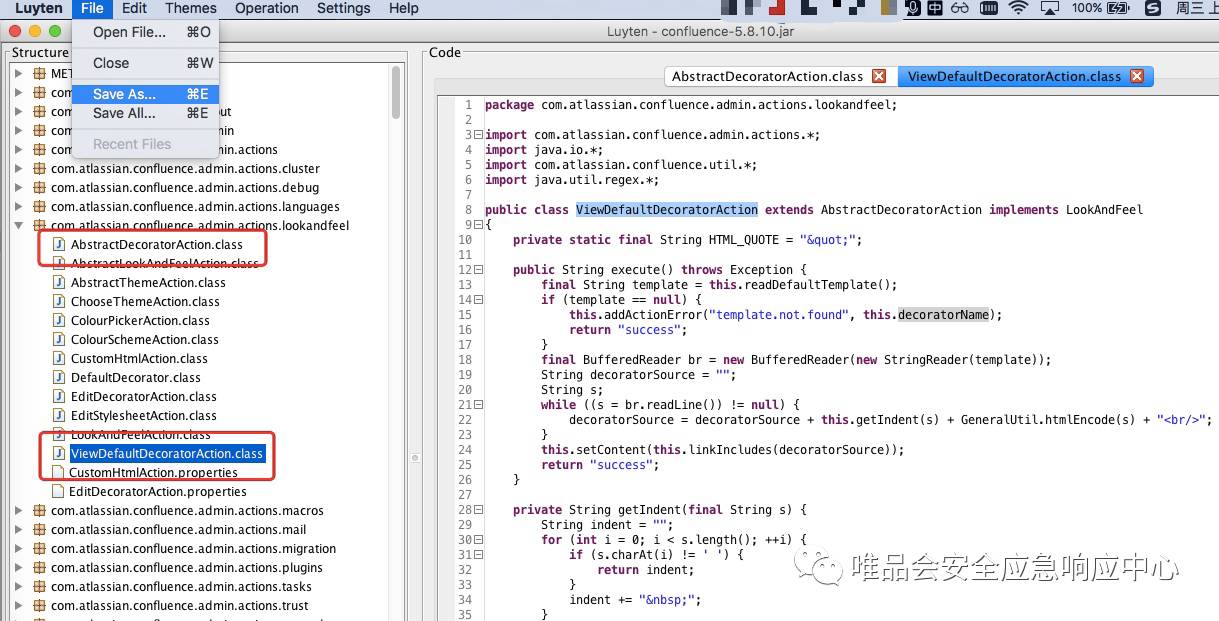 Luyten File Edit Themes Operation Settings Help 中 100% S 周三上
Luyten - confluence-5.8.10.jar
Open File... ⌘O
Close ⌘W
Save As... ⌘E
Save All... ⌘E
Recent Files
Structure
MET
com
com
com
com
.actions
com.atlassian.confluence.admin.actions.cluster
com.atlassian.confluence.admin.actions.debug
com.atlassian.confluence.admin.actions.languages
com.atlassian.confluence.admin.actions.lookandfeel
AbstractDecoratorAction.class
AbstractLookAndFeelAction.class
AbstractThemeAction.class
ChooseThemeAction.class
ColourPickerAction.class
ColourSchemeAction.class
CustomHtmlAction.class
DefaultDecorator.class
EditDecoratorAction.class
EditStylesheetAction.class
LookAndFeelAction.class
ViewDefaultDecoratorAction.class
CustomHtmlAction.properties
EditDecoratorAction.properties
com.atlassian.confluence.admin.actions.macros
com.atlassian.confluence.admin.actions.mail
com.atlassian.confluence.admin.actions.migration
com.atlassian.confluence.admin.actions.plugins
com.atlassian.confluence.admin.actions.tasks
com.atlassian.confluence.admin.actions.trust
Code
AbstractDecoratorAction.class ViewDefaultDecoratorAction.class
1 package com.atlassian.confluence.admin.actions.lookandfeel;
2
3 import com.atlassian.confluence.admin.actions.*;
4 import java.io.*;
5 import com.atlassian.confluence.util.*;
6 import java.util.regex.*;
7
8 public class ViewDefaultDecoratorAction extends AbstractDecoratorAction implements LookAndFeel
9 {
10 private static final String HTML_QUOTE = "&quot;";
11
12 public String execute() throws Exception {
13 final String template = this.readDefaultTemplate();
14 if (template == null) {
15 this.addActionError("template.not.found", this.decoratorName);
16 return "success";
17 }
18 final BufferedReader br = new BufferedReader(new StringReader(template));
19 String decoratorSource = "";
20 String s;
21 while ((s = br.readLine()) != null) {
22 decoratorSource = decoratorSource + this.getIndent(s) + GeneralUtil.htmlEncode(s) + "<br/>";
23 }
24 this.setContent(this.linkIncludes(decoratorSource));
25 return "success";
26 }
27
28 private String getIndent(final String s) {
29 String indent = "";
30 for (int i = 0; i < s.length(); ++i) {
31 if (s.charAt(i) != ' ') {
32 return indent;
33 }
34 indent += "&nbsp;";
35 }
唯品会安全应急响应中心